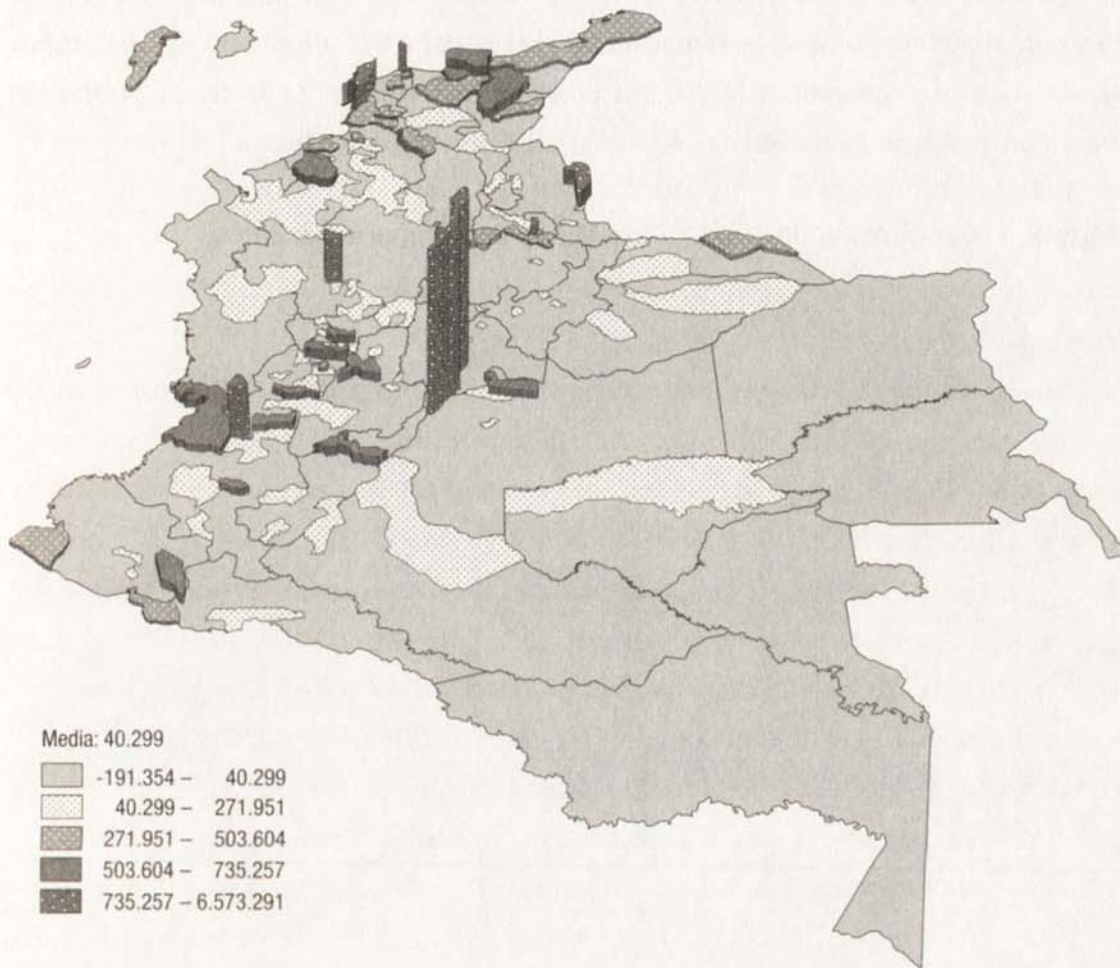 Media: 40.299
-191.354 – 40.299
40.299 – 271.951
271.951 – 503.604
503.604 – 735.257
735.257 – 6.573.291